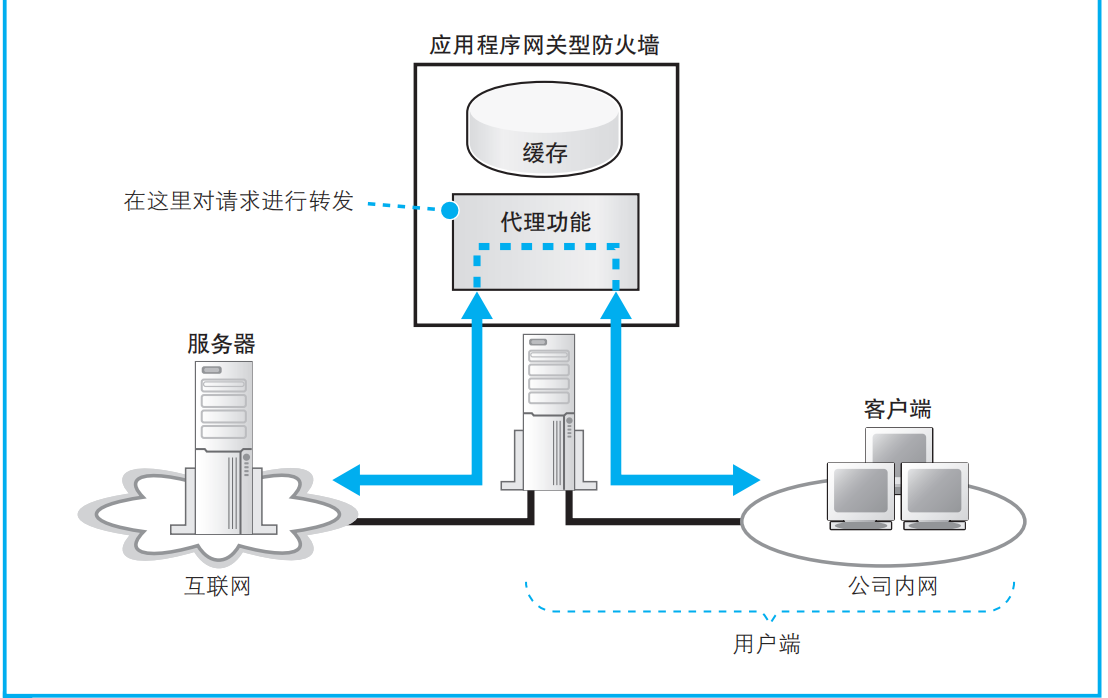 应用程序网关型防火墙
缓存
在这里对请求进行转发
代理功能
服务器
客户端
互联网
公司内网
用户端